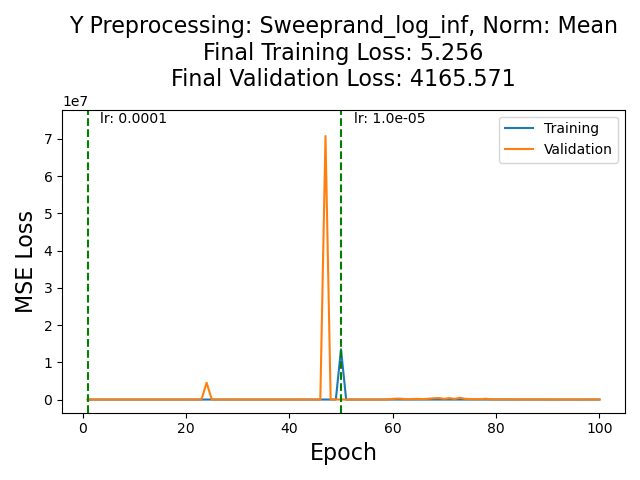 Y Preprocessing: Sweeprand_log_inf, Norm: Mean
Final Training Loss: 5.256
Final Validation Loss: 4165.571
1e7
lr: 0.0001
lr: 1.0e-05
Training
Validation
7
6
5
4
3
2
1
0
MSE Loss
0
20
40
60
80
100
Epoch